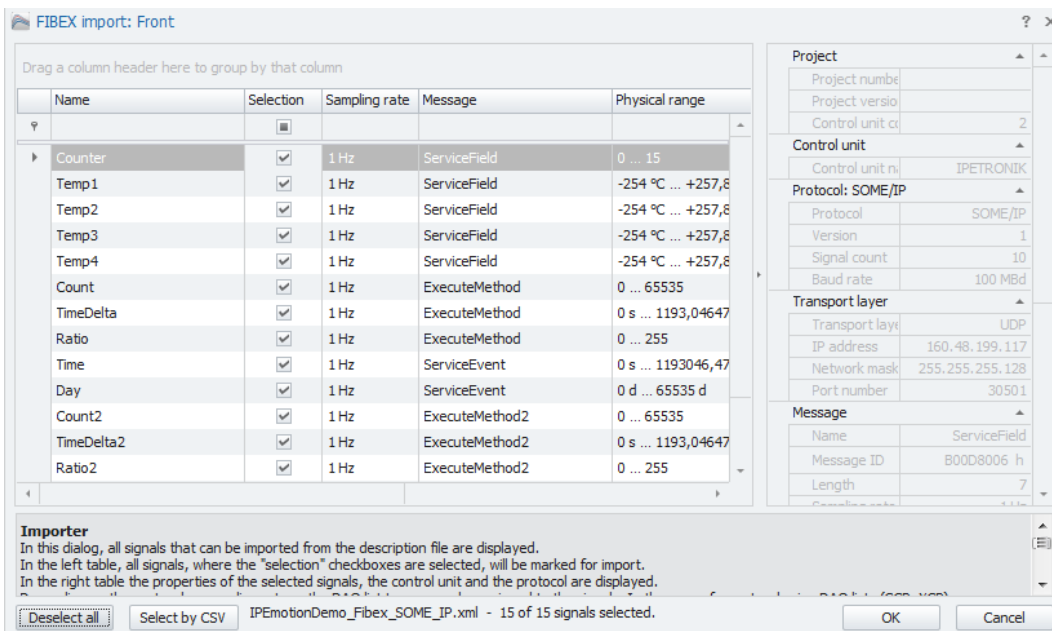 FIBEX import: Front
Drag a column header here to group by that column
Name Selection Sampling rate Message Physical range
Counter 1 Hz ServiceField 0 ... 15
Temp1 1 Hz ServiceField -254 °C ... +257,8
Temp2 1 Hz ServiceField -254 °C ... +257,8
Temp3 1 Hz ServiceField -254 °C ... +257,8
Temp4 1 Hz ServiceField -254 °C ... +257,8
Count 1 Hz ExecuteMethod 0 ... 65535
TimeDelta 1 Hz ExecuteMethod 0 s ... 1193,04647
Ratio 1 Hz ExecuteMethod 0 ... 255
Time 1 Hz ServiceEvent 0 s ... 1193046,47
Day 1 Hz ServiceEvent 0 d ... 65535 d
Count2 1 Hz ExecuteMethod2 0 ... 65535
TimeDelta2 1 Hz ExecuteMethod2 0 s ... 1193,04647
Ratio2 1 Hz ExecuteMethod2 0 ... 255
Project
Project numbe
Project versio
Control unit co 2
Control unit
Control unit na IPETRONIK
Protocol: SOME/IP
Protocol SOME/IP
Version 1
Signal count 10
Baud rate 100 MBd
Transport layer
Transport laye UDP
IP address 160.48.199.117
Network mask 255.255.255.128
Port number 30501
Message
Name ServiceField
Message ID B00D8006 h
Length 7
Importer
In this dialog, all signals that can be imported from the description file are displayed.
In the left table, all signals, where the "selection" checkboxes are selected, will be marked for import.
In the right table the properties of the selected signals, the control unit and the protocol are displayed.
Deselect all Select by CSV IPEmotionDemo_Fibex_SOME_IP.xml - 15 of 15 signals selected. OK Cancel